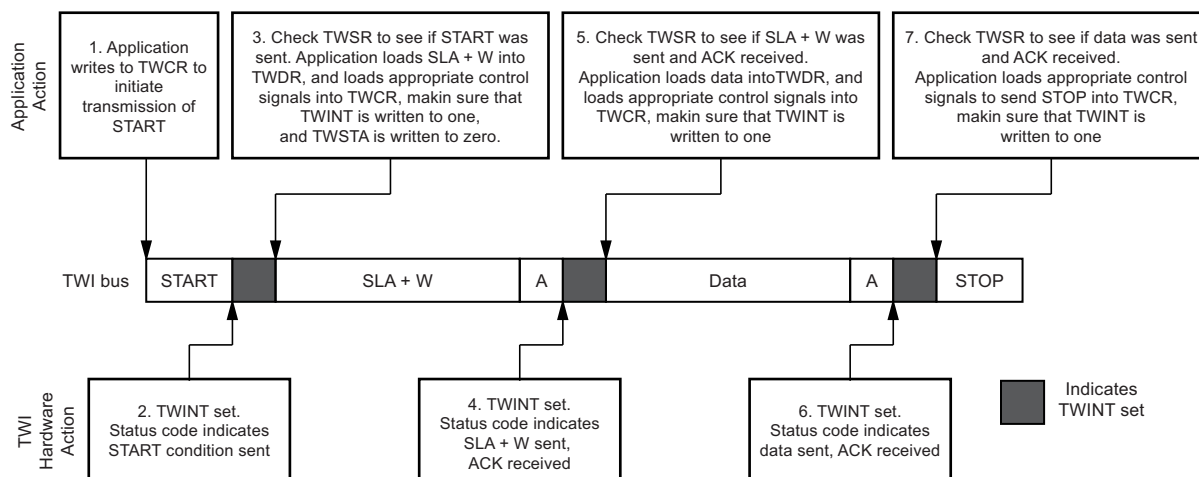 Application
Action
1. Application
writes to TWCR to
initiate
transmission of
START
3. Check TWSR to see if START was
sent. Application loads SLA + W into
TWDR, and loads appropriate control
signals into TWCR, makin sure that
TWINT is written to one,
and TWSTA is written to zero.
5. Check TWSR to see if SLA + W was
sent and ACK received.
Application loads data intoTWDR, and
loads appropriate control signals into
TWCR, makin sure that TWINT is
written to one
7. Check TWSR to see if data was sent
and ACK received.
Application loads appropriate control
signals to send STOP into TWCR,
makin sure that TWINT is
written to one
TWI bus
START
SLA + W
A
Data
A
STOP
TWI
Hardware
Action
2. TWINT set.
Status code indicates
START condition sent
4. TWINT set.
Status code indicates
SLA + W sent,
ACK received
6. TWINT set.
Status code indicates
data sent, ACK received
Indicates
TWINT set